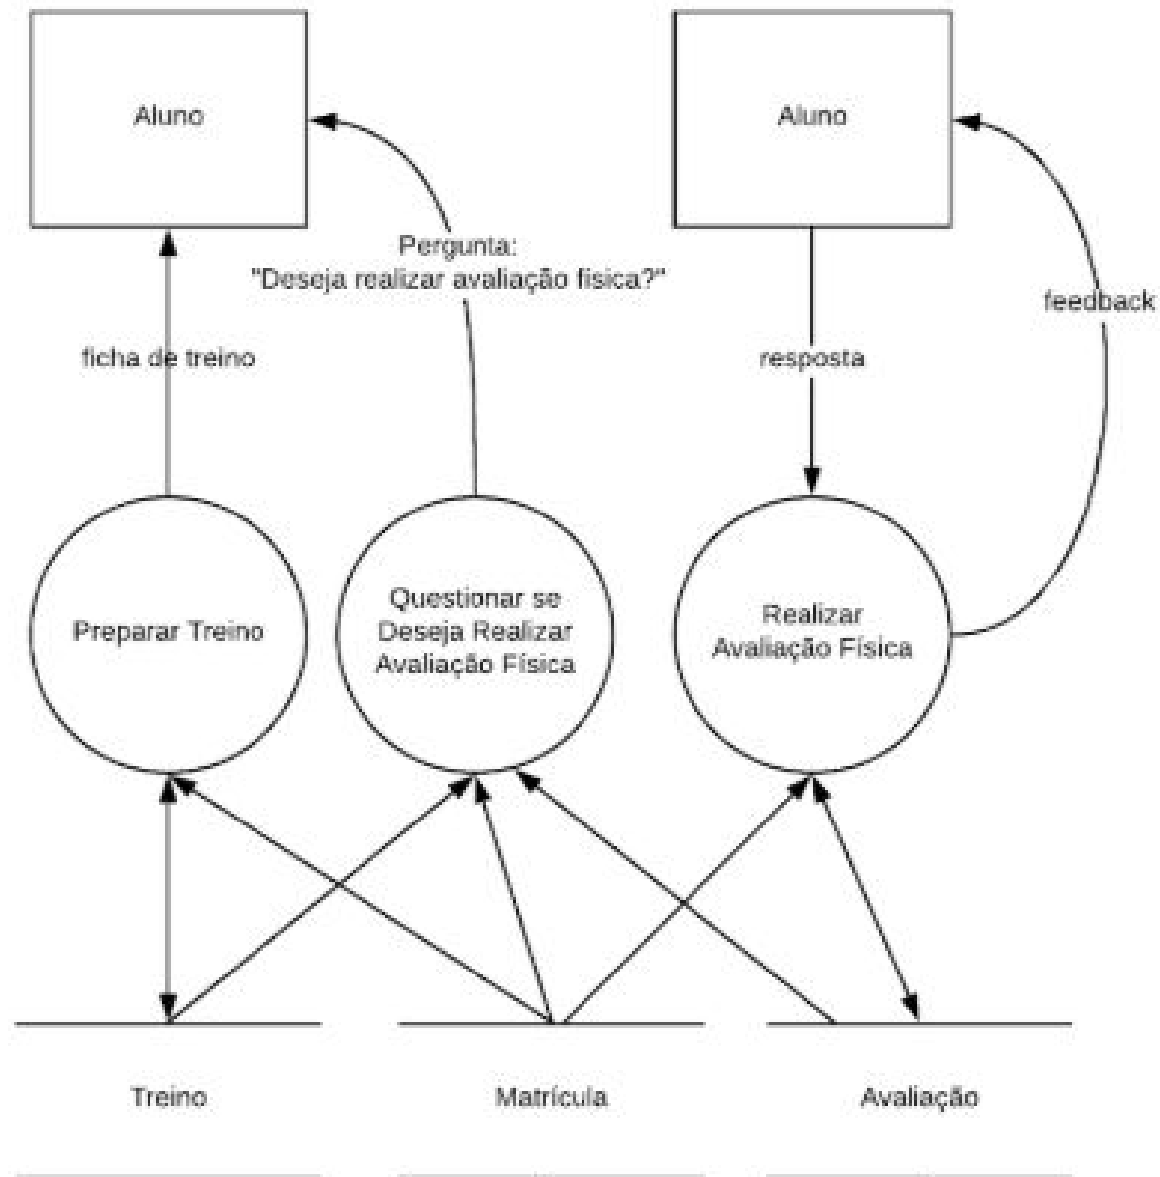 Aluno
Aluno
Pergunta:
"Deseja realizar avaliação física?"
feedback
ficha de treino
resposta
Preparar Treino
Questionar se
Deseja Realizar
Avaliação Física
Realizar
Avaliação Física
Treino
Matrícula
Avaliação